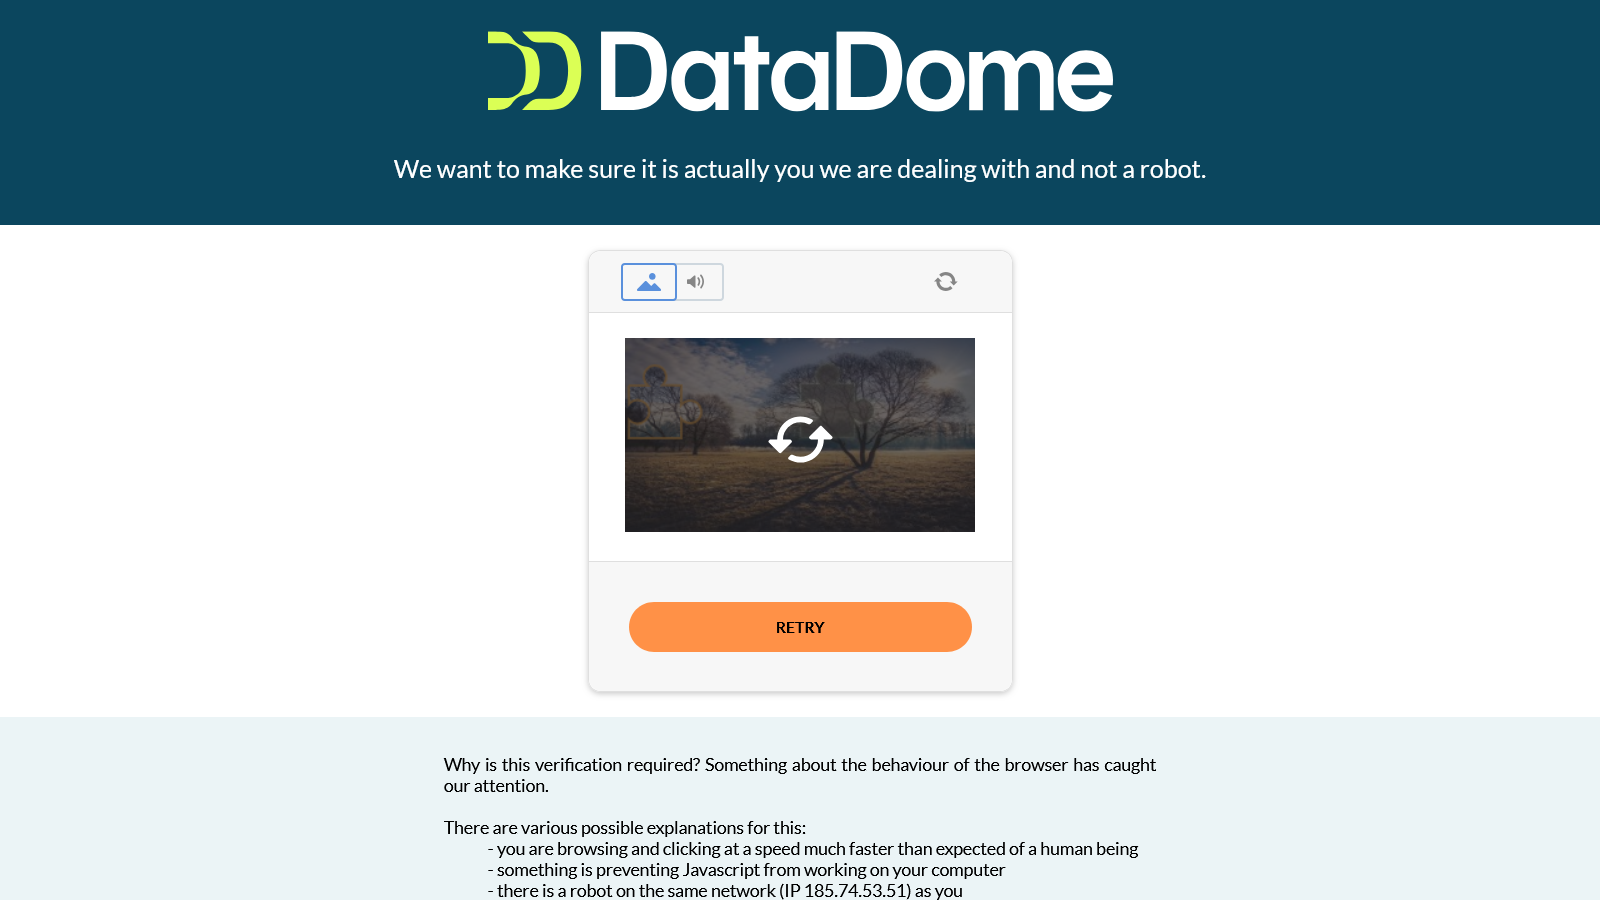 DataDome
We want to make sure it is actually you we are dealing with and not a robot.
RETRY
Why is this verification required? Something about the behaviour of the browser has caught
our attention.
There are various possible explanations for this:
- you are browsing and clicking at a speed much faster than expected of a human being
- something is preventing Javascript from working on your computer
- there is a robot on the same network (IP 185.74.53.51) as you